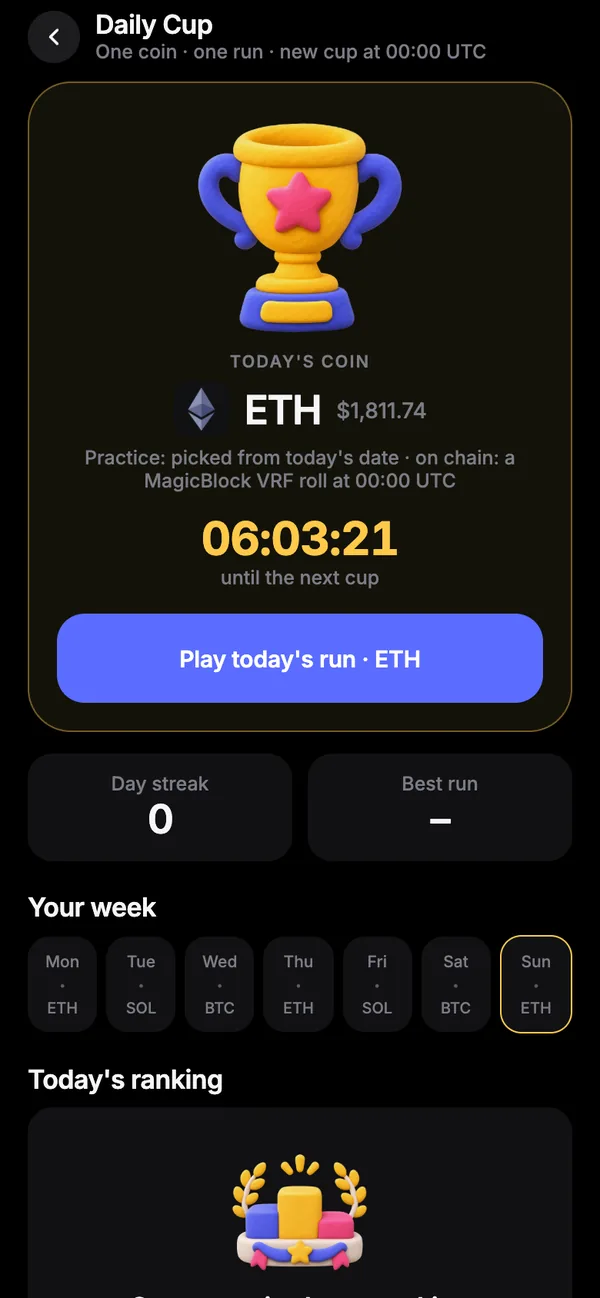 Daily Cup
One coin · one run · new cup at 00:00 UTC
TODAY'S COIN
ETH $1,811.74
Practice: picked from today's date · on chain: a
MagicBlock VRF roll at 00:00 UTC
06:03:21
until the next cup
Play today's run · ETH
Day streak
0
Best run
–
Your week
Mon Tue Wed Thu Fri Sat Sun
· · · · · · ·
ETH SOL BTC ETH SOL BTC ETH
Today's ranking